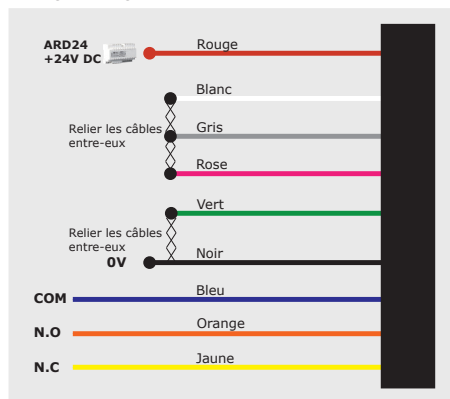 ARD24
+24V DC
Rouge
Blanc
Gris
Relier les câbles
entre-eux
Rose
Vert
Relier les câbles
entre-eux
0V
Noir
COM
Bleu
N.O
Orange
N.C
Jaune